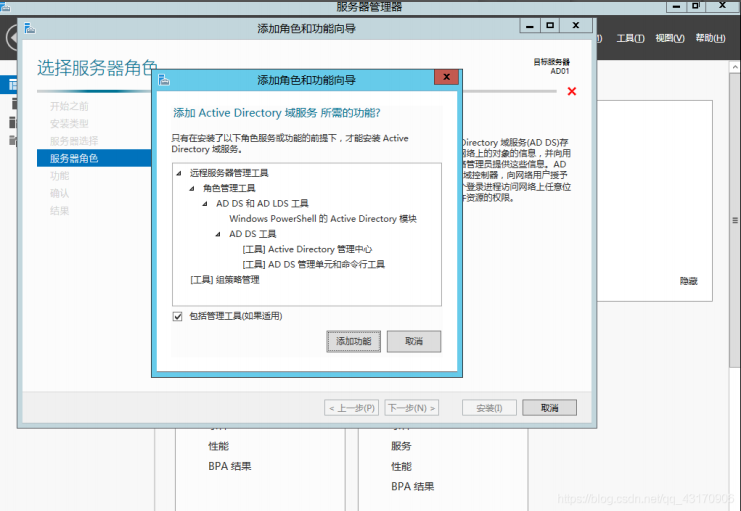 服务器管理器
工具(T)
视图(V)
帮助(H)
添加角色和功能向导
选择服务器角色
目标服务器
AD01
开始之前
安装类型
服务器选择
服务器角色
功能
确认
结果
添加角色和功能向导
添加 Active Directory 域服务 所需的功能?
只有在安装了以下角色服务或功能的前提下，才能安装 Active
Directory 域服务。
远程服务器管理工具
角色管理工具
AD DS 和 AD LDS 工具
Windows PowerShell 的 Active Directory 模块
AD DS 工具
[工具] Active Directory 管理中心
[工具] AD DS 管理单元和命令行工具
[工具] 组策略管理
包括管理工具(如果适用)
添加功能
取消
Directory 域服务(AD DS)存
网络上的对象的信息，并向用
络管理员提供这些信息。AD
域控制器，向网络用户授予
个登录进程访问网络上任意位
许资源的权限。
隐藏
< 上一步(P)
下一步(N) >
安装(I)
取消
性能
BPA 结果
服务
性能
BPA 结果
https://blog.csdn.net/qq_43170906